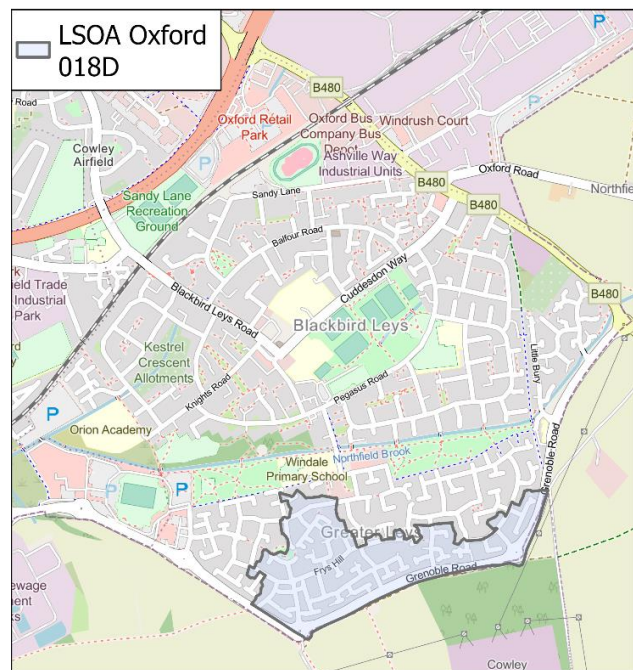 LSOA Oxford
018D
P
B480
Road
Oxford Retail
Park
Oxford Bus
Company Bus
Depot
Windrush Court
P
P
Cowley
Airfield
Ashville Way
Industrial Units
B480
Oxford Road
Sandy Lane
Northfield
B480
Sandy Lane
Recreation
Ground
Balfour Road
Cuddesdon Way
field Trade
Industrial
Park
Blackbird Leys Road
B480
Blackbird Leys
Kestrel
Crescent
Allotments
Knights Road
Pegasus Road
Little Bury
P
Orion Academy
Northfield Brook
Windale
Primary School
Grenoble Road
P
P
Greater Leys
Frys Hill
Grenoble Road
ewage
ent
ks
Cowley